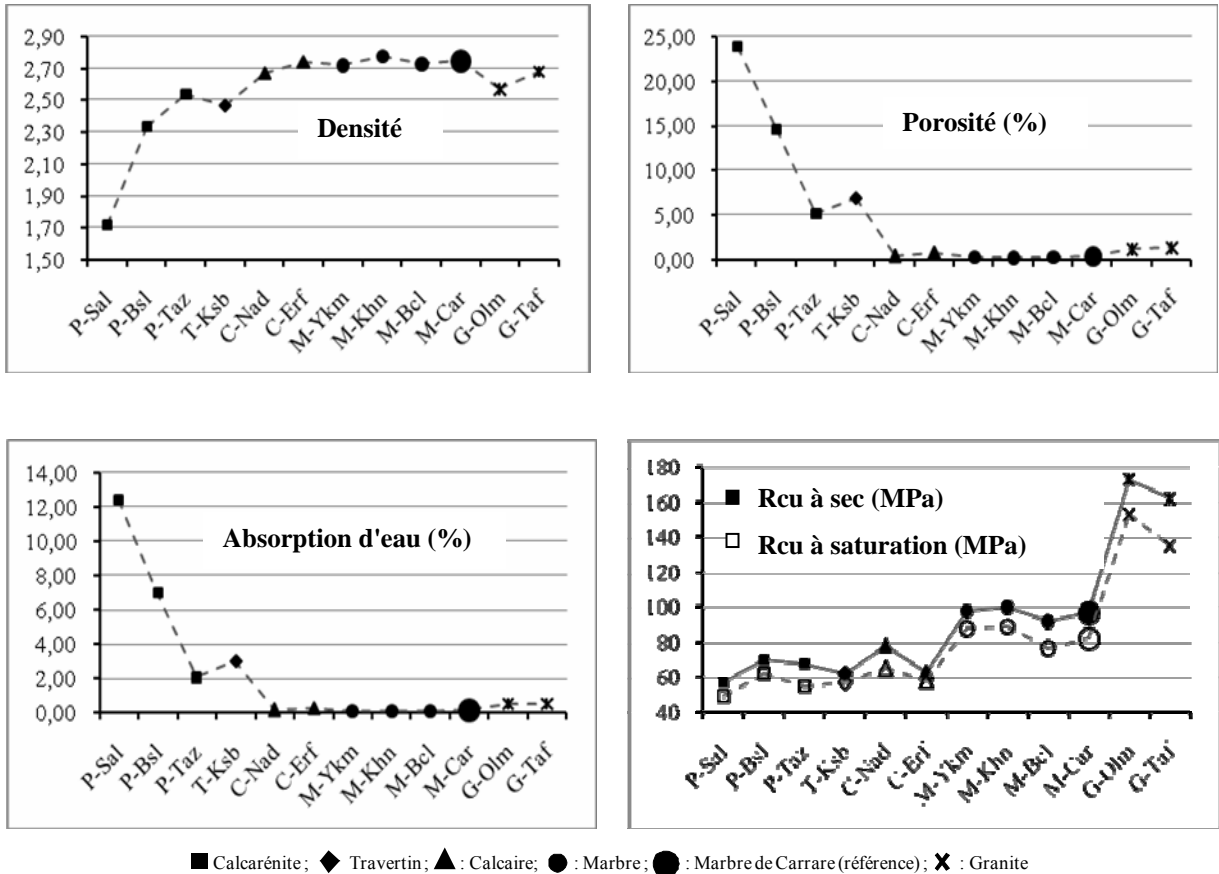 2,90
2,70
2,50
2,30
2,10
1,90
1,70
1,50
Densité
P-Sal
P-Bsl
P-Taz
T-Ksb
C-Nad
C-Erf
M-Ykm
M-Khn
M-Bcl
M-Car
G-Olm
G-Taf
25,00
20,00
15,00
10,00
5,00
0,00
Porosité (%)
P-Sal
P-Bsl
P-Taz
T-Ksb
C-Nad
C-Erf
M-Ykm
M-Khn
M-Bcl
M-Car
G-Olm
G-Taf
14,00
12,00
10,00
8,00
6,00
4,00
2,00
0,00
Absorption d'eau (%)
P-Sal
P-Bsl
P-Taz
T-Ksb
C-Nad
C-Erf
M-Ykm
M-Khn
M-Bcl
M-Car
G-Olm
G-Taf
180
160
140
120
100
80
60
40
Rcu à sec (MPa)
Rcu à saturation (MPa)
P-Sal
P-Bsl
P-Taz
T-Ksb
C-Nad
C-Erf
M-Ykm
M-Khn
M-Bcl
M-Car
G-Olm
G-Taf
Calcarénite ; Travertin ; : Calcaire; : Marbre ; : Marbre de Carrare (référence) ; : Granite